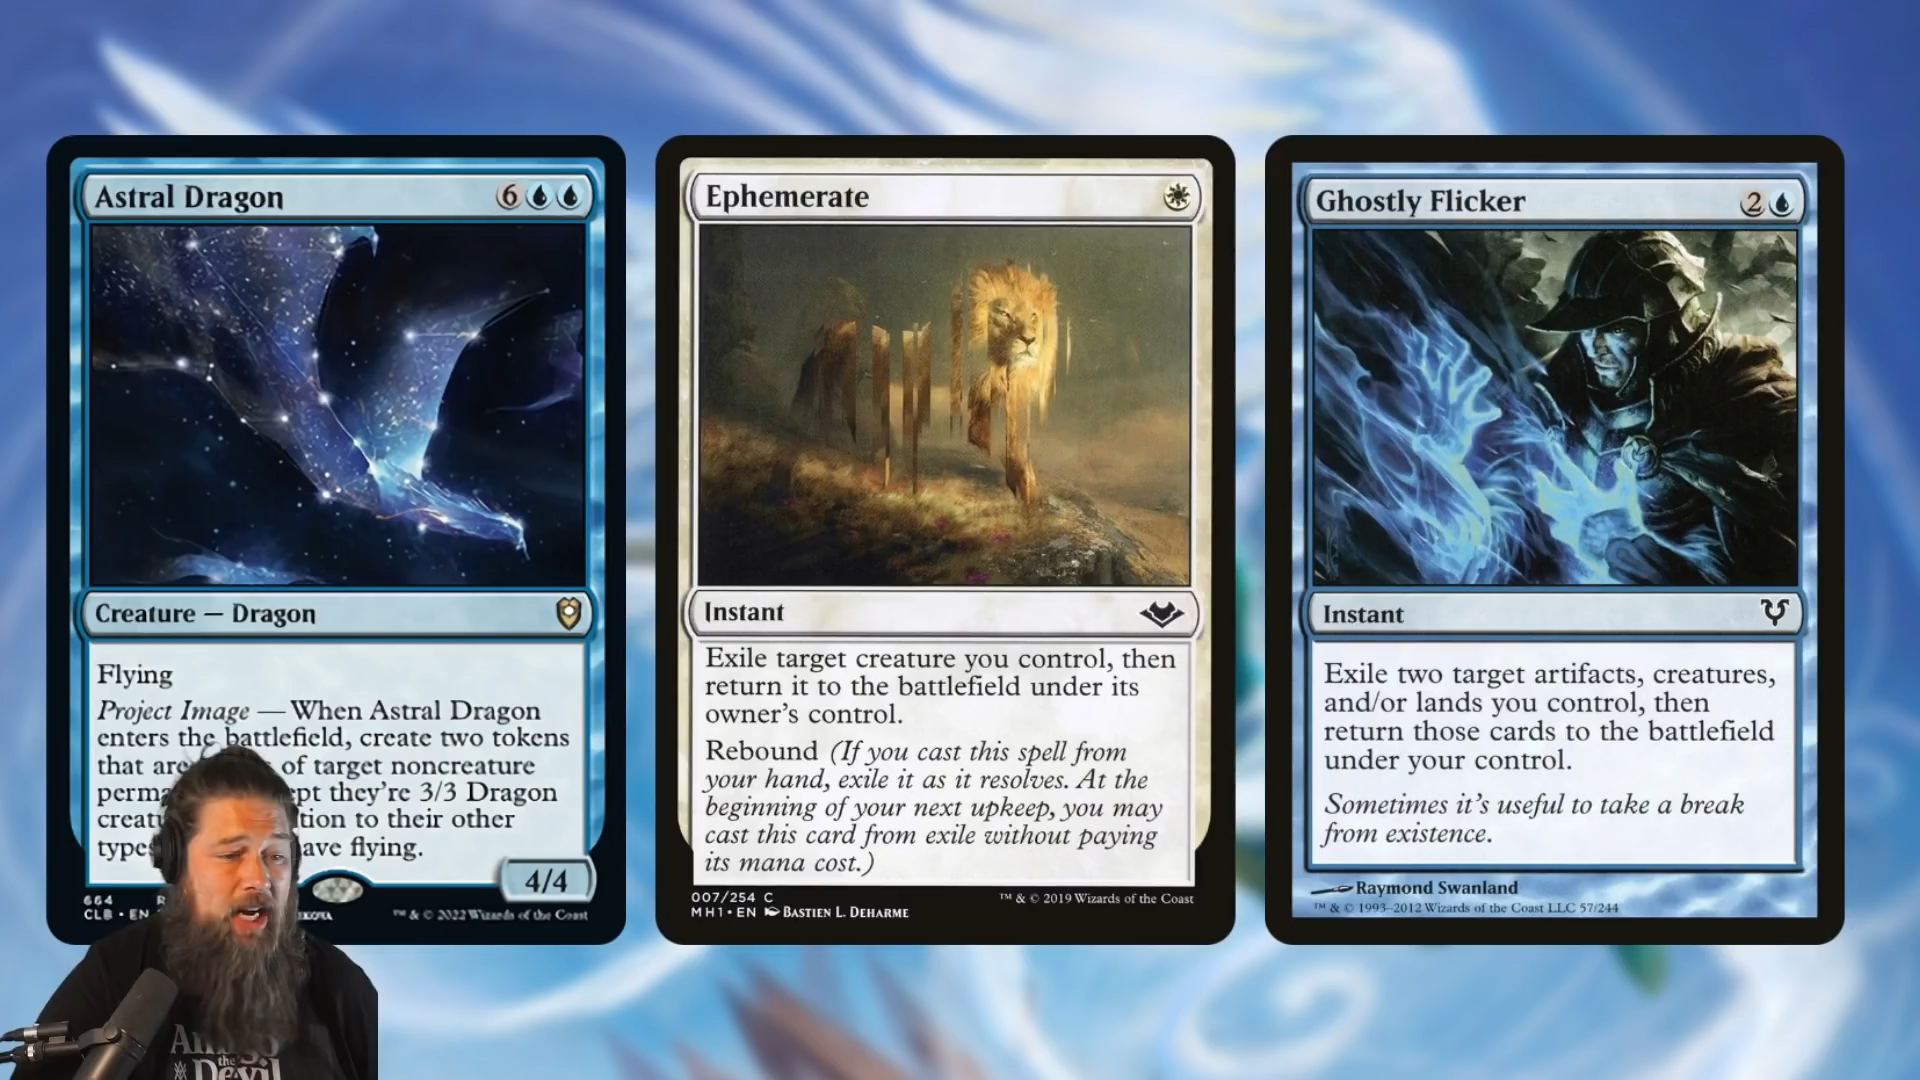 Astral Dragon 6
Creature — Dragon
Flying
Project Image — When Astral Dragon
enters the battlefield, create two tokens
that are of target noncreature
they're 3/3 Dragon
to their other
flying.
4/4
664
CLB • EN
™ & © 2022 Wizards of the Coast
Ephemerate
Instant
Exile target creature you control, then
return it to the battlefield under its
owner's control.
Rebound (If you cast this spell from
your hand, exile it as it resolves. At the
beginning of your next upkeep, you may
cast this card from exile without paying
its mana cost.)
007/254 C
MH1 • EN Bastien L. Deharme
™ & © 2019 Wizards of the Coast
Ghostly Flicker 2
Instant
Exile two target artifacts, creatures,
and/or lands you control, then
return those cards to the battlefield
under your control.
Sometimes it's useful to take a break
from existence.
Raymond Swanland
™ & © 1993–2012 Wizards of the Coast LLC 57/244
the
Devil